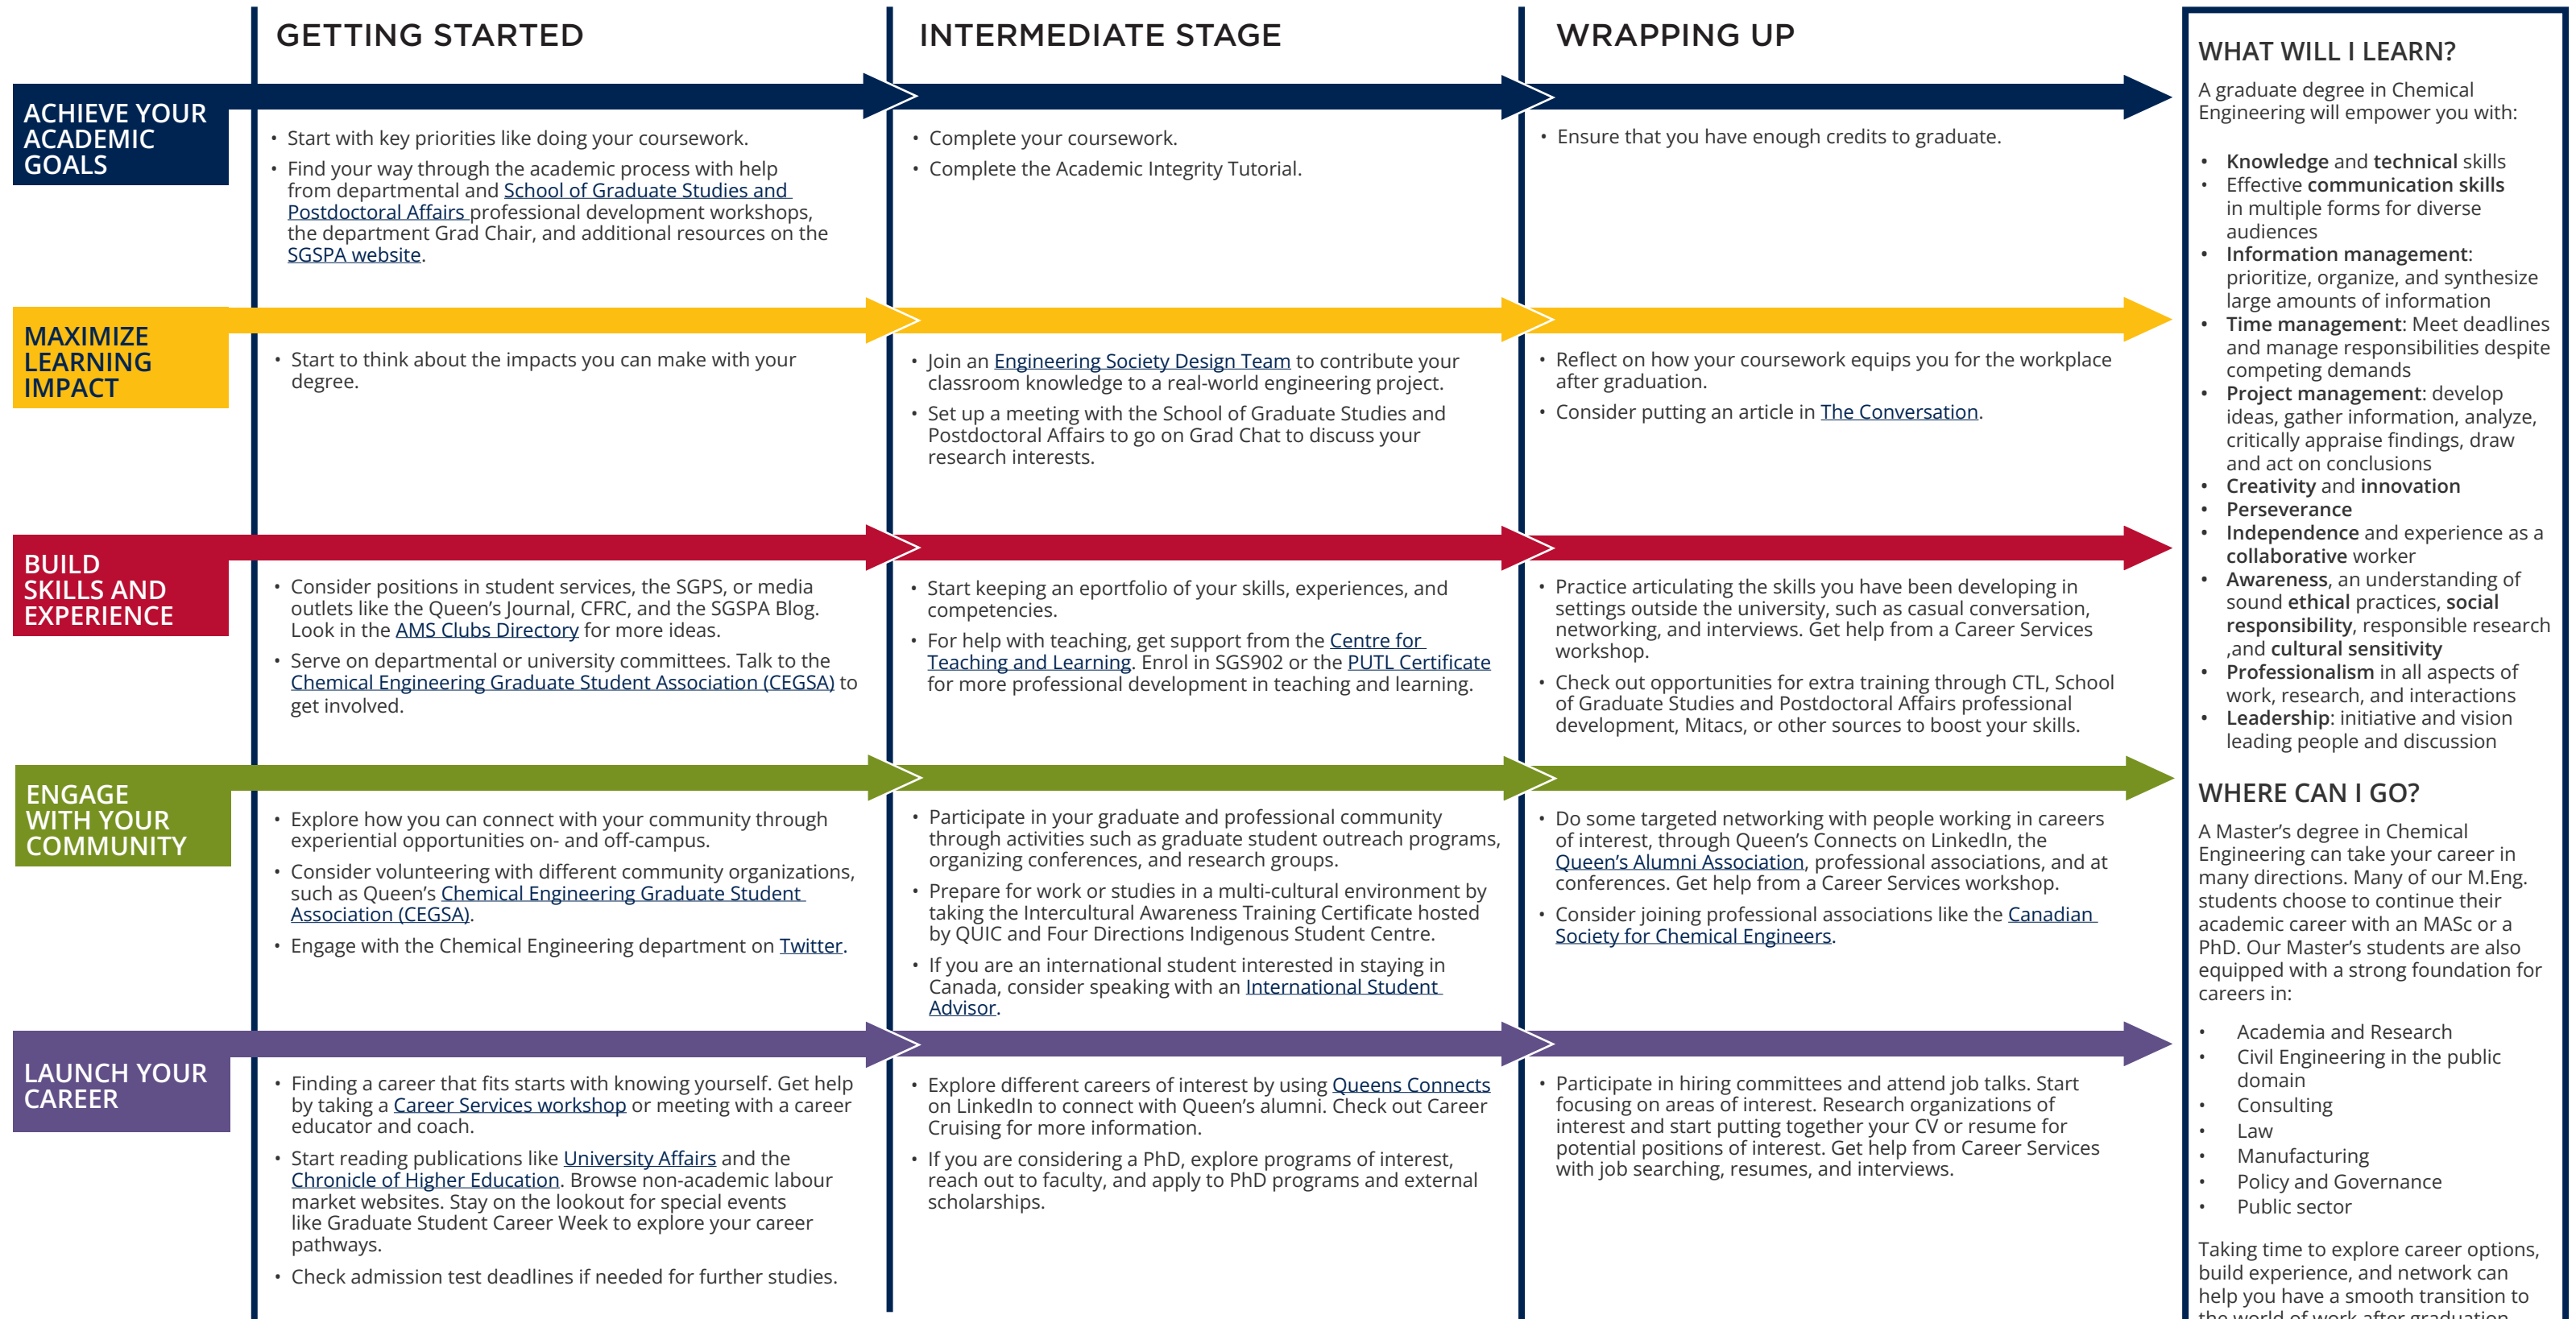 GETTING STARTED
INTERMEDIATE STAGE
WRAPPING UP
ACHIEVE YOUR
ACADEMIC
GOALS
• Start with key priorities like doing your coursework.
• Find your way through the academic process with help
from departmental and School of Graduate Studies and
Postdoctoral Affairs professional development workshops,
the department Grad Chair, and additional resources on the
SGSPA website.
• Complete your coursework.
• Complete the Academic Integrity Tutorial.
• Ensure that you have enough credits to graduate.
MAXIMIZE
LEARNING
IMPACT
• Start to think about the impacts you can make with your
degree.
• Join an Engineering Society Design Team to contribute your
classroom knowledge to a real-world engineering project.
• Set up a meeting with the School of Graduate Studies and
Postdoctoral Affairs to go on Grad Chat to discuss your
research interests.
• Reflect on how your coursework equips you for the workplace
after graduation.
• Consider putting an article in The Conversation.
BUILD
SKILLS AND
EXPERIENCE
• Consider positions in student services, the SGPS, or media
outlets like the Queen's Journal, CFRC, and the SGSPA Blog.
Look in the AMS Clubs Directory for more ideas.
• Serve on departmental or university committees. Talk to the
Chemical Engineering Graduate Student Association (CEGSA) to
get involved.
• Start keeping an eportfolio of your skills, experiences, and
competencies.
• For help with teaching, get support from the Centre for
Teaching and Learning. Enrol in SGS902 or the PUTL Certificate
for more professional development in teaching and learning.
• Practice articulating the skills you have been developing in
settings outside the university, such as casual conversation,
networking, and interviews. Get help from a Career Services
workshop.
• Check out opportunities for extra training through CTL, School
of Graduate Studies and Postdoctoral Affairs professional
development, Mitacs, or other sources to boost your skills.
ENGAGE
WITH YOUR
COMMUNITY
• Explore how you can connect with your community through
experiential opportunities on- and off-campus.
• Consider volunteering with different community organizations,
such as Queen's Chemical Engineering Graduate Student
Association (CEGSA).
• Engage with the Chemical Engineering department on Twitter.
• Participate in your graduate and professional community
through activities such as graduate student outreach programs,
organizing conferences, and research groups.
• Prepare for work or studies in a multi-cultural environment by
taking the Intercultural Awareness Training Certificate hosted
by QUIC and Four Directions Indigenous Student Centre.
• If you are an international student interested in staying in
Canada, consider speaking with an International Student
Advisor.
• Do some targeted networking with people working in careers
of interest, through Queen's Connects on LinkedIn, the
Queen's Alumni Association, professional associations, and at
conferences. Get help from a Career Services workshop.
• Consider joining professional associations like the Canadian
Society for Chemical Engineers.
LAUNCH YOUR
CAREER
• Finding a career that fits starts with knowing yourself. Get help
by taking a Career Services workshop or meeting with a career
educator and coach.
• Start reading publications like University Affairs and the
Chronicle of Higher Education. Browse non-academic labour
market websites. Stay on the lookout for special events
like Graduate Student Career Week to explore your career
pathways.
• Check admission test deadlines if needed for further studies.
• Explore different careers of interest by using Queens Connects
on LinkedIn to connect with Queen's alumni. Check out Career
Cruising for more information.
• If you are considering a PhD, explore programs of interest,
reach out to faculty, and apply to PhD programs and external
scholarships.
• Participate in hiring committees and attend job talks. Start
focusing on areas of interest. Research organizations of
interest and start putting together your CV or resume for
potential positions of interest. Get help from Career Services
with job searching, resumes, and interviews.
WHAT WILL I LEARN?
A graduate degree in Chemical
Engineering will empower you with:
• Knowledge and technical skills
• Effective communication skills
in multiple forms for diverse
audiences
• Information management:
prioritize, organize, and synthesize
large amounts of information
• Time management: Meet deadlines
and manage responsibilities despite
competing demands
• Project management: develop
ideas, gather information, analyze,
critically appraise findings, draw
and act on conclusions
• Creativity and innovation
• Perseverance
• Independence and experience as a
collaborative worker
• Awareness, an understanding of
sound ethical practices, social
responsibility, responsible research
,and cultural sensitivity
• Professionalism in all aspects of
work, research, and interactions
• Leadership: initiative and vision
leading people and discussion
WHERE CAN I GO?
A Master's degree in Chemical
Engineering can take your career in
many directions. Many of our M.Eng.
students choose to continue their
academic career with an MASc or a
PhD. Our Master's students are also
equipped with a strong foundation for
careers in:
• Academia and Research
• Civil Engineering in the public
domain
• Consulting
• Law
• Manufacturing
• Policy and Governance
• Public sector
Taking time to explore career options,
build experience, and network can
help you have a smooth transition to
the world of work after graduation